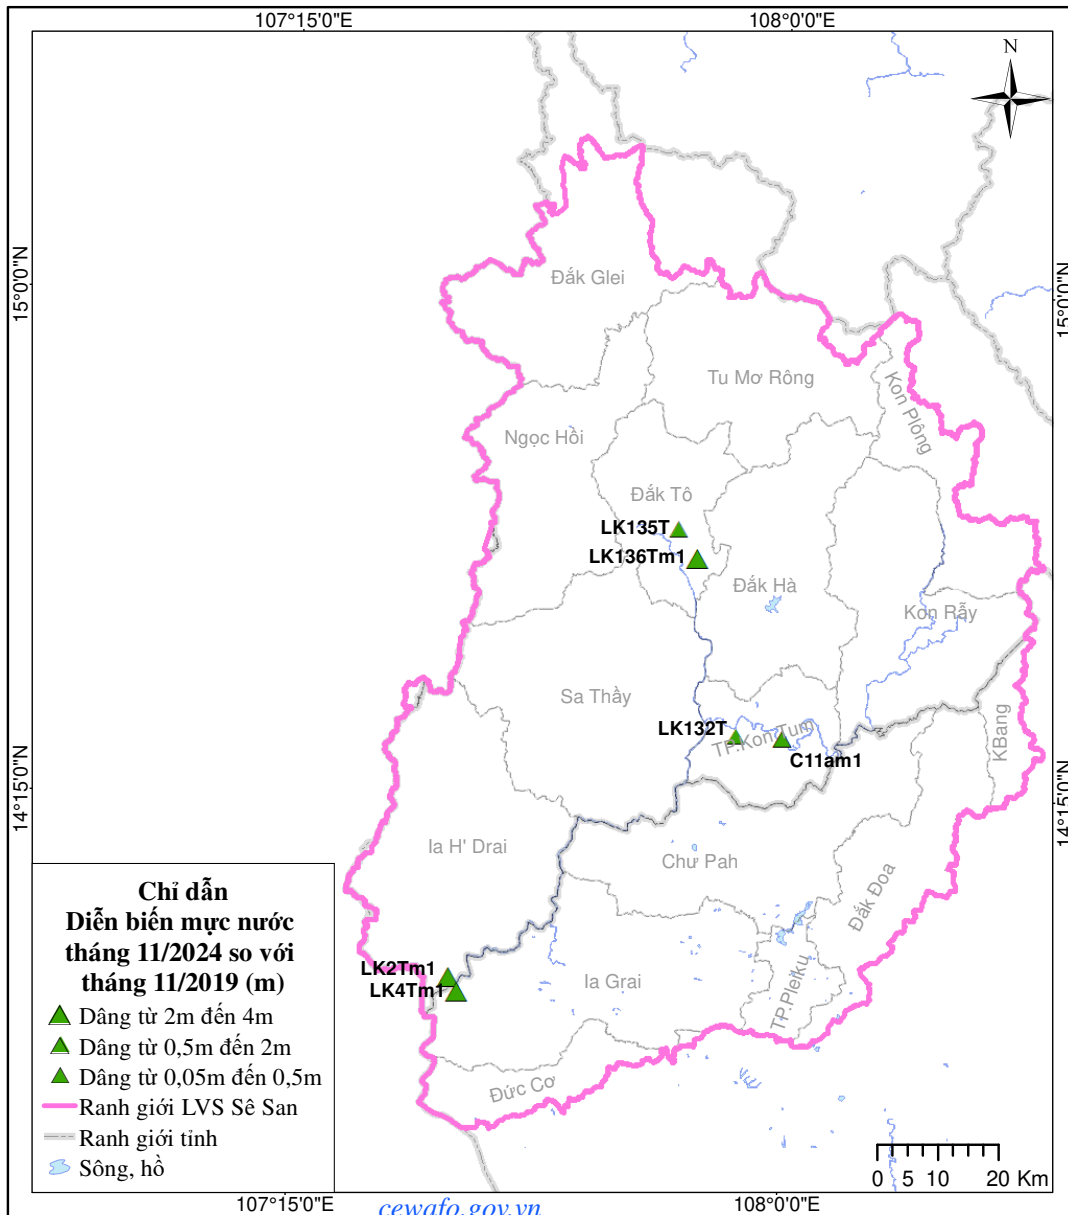 107°15'0"E
108°0'0"E
N
15°0'0"N
15°0'0"N
Đắk Glei
Tu Mơ Rông
Kon Plông
Ngọc Hồi
Đắk Tô
LK135T
LK136Tm1
Đắk Hà
Kon Rẫy
Sa Thầy
LK132T
TP.Kon Tum
C11am1
KBang
14°15'0"N
14°15'0"N
Ia H' Drai
Chư Pah
Đắk Đoa
LK2Tm1
LK4Tm1
Ia Grai
TP.Pleiku
Đức Cơ
Chỉ dẫn
Diễn biến mực nước
tháng 11/2024 so với
tháng 11/2019 (m)
Dâng từ 2m đến 4m
Dâng từ 0,5m đến 2m
Dâng từ 0,05m đến 0,5m
Ranh giới LVS Sê San
Ranh giới tỉnh
Sông, hồ
0 5 10 20 Km
107°15'0"E
108°0'0"E
cewafo.gov.vn